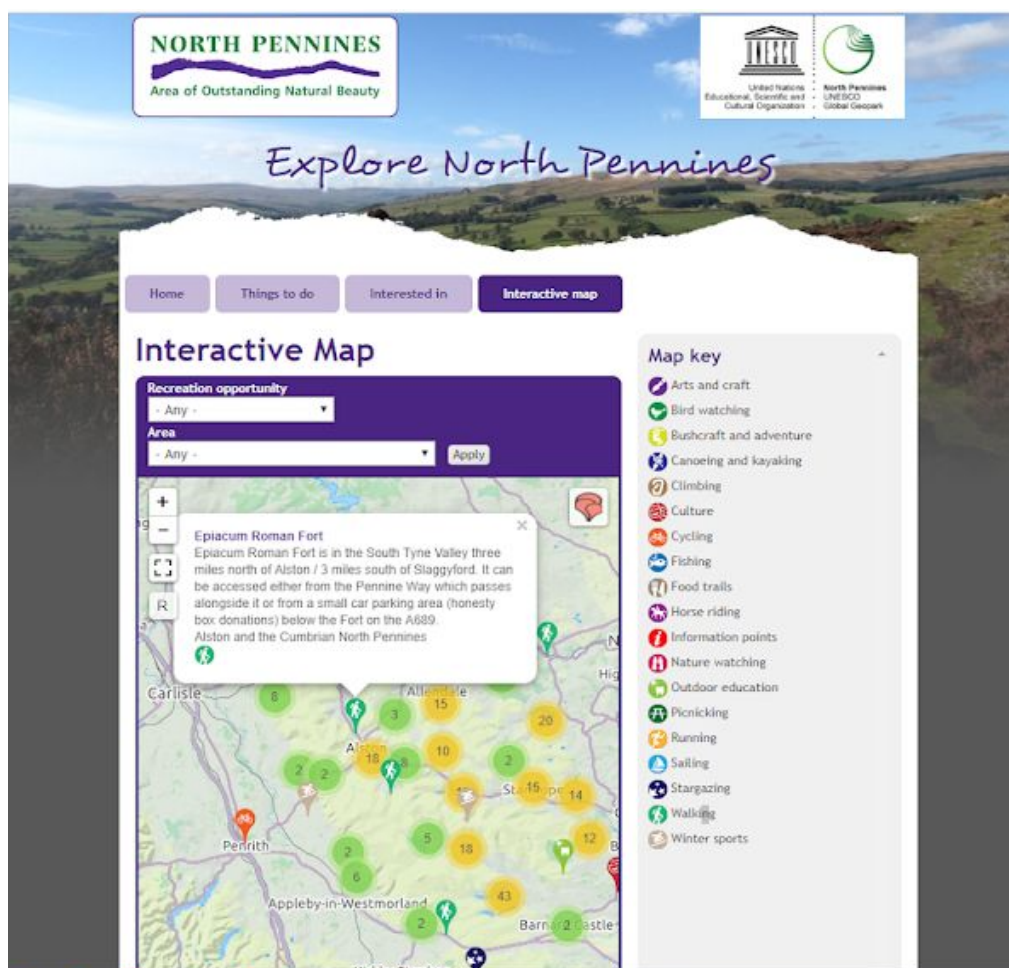 NORTH PENNINES
Area of Outstanding Natural Beauty
UNESCO
United Nations
Educational, Scientific and
Cultural Organization
North Pennines
UNESCO
Global Geopark
Explore North Pennines
Home
Things to do
Interested in
Interactive map
Interactive Map
Recreation opportunity
- Any -
Area
- Any -
Apply
+
−
R
×
Epiacum Roman Fort
Epiacum Roman Fort is in the South Tyne Valley three
miles north of Alston / 3 miles south of Slaggyford. It can
be accessed either from the Pennine Way which passes
alongside it or from a small car parking area (honesty
box donations) below the Fort on the A689.
Alston and the Cumbrian North Pennines
Carlisle
8
Allendale
15
3
20
Alston
18
8
10
2
2
2
15
14
5
18
12
Penrith
2
6
43
Appleby-in-Westmorland
2
Barnard Castle
2
Map key
Arts and craft
Bird watching
Bushcraft and adventure
Canoeing and kayaking
Climbing
Culture
Cycling
Fishing
Food trails
Horse riding
Information points
Nature watching
Outdoor education
Picnicking
Running
Sailing
Stargazing
Walking
Winter sports